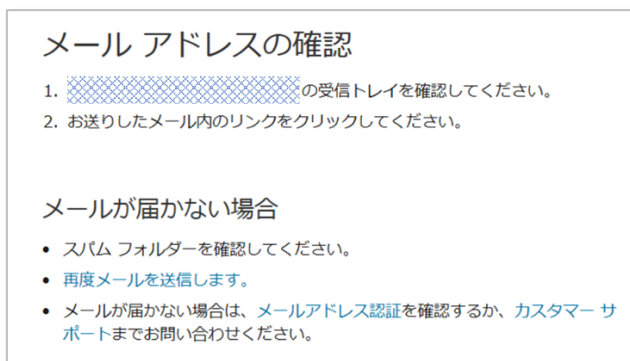 メール アドレスの確認
1. の受信トレイを確認してください。
2. お送りしたメール内のリンクをクリックしてください。
メールが届かない場合
• スパム フォルダーを確認してください。
• 再度メールを送信します。
• メールが届かない場合は、メールアドレス認証を確認するか、カスタマー サ
ポートまでお問い合わせください。